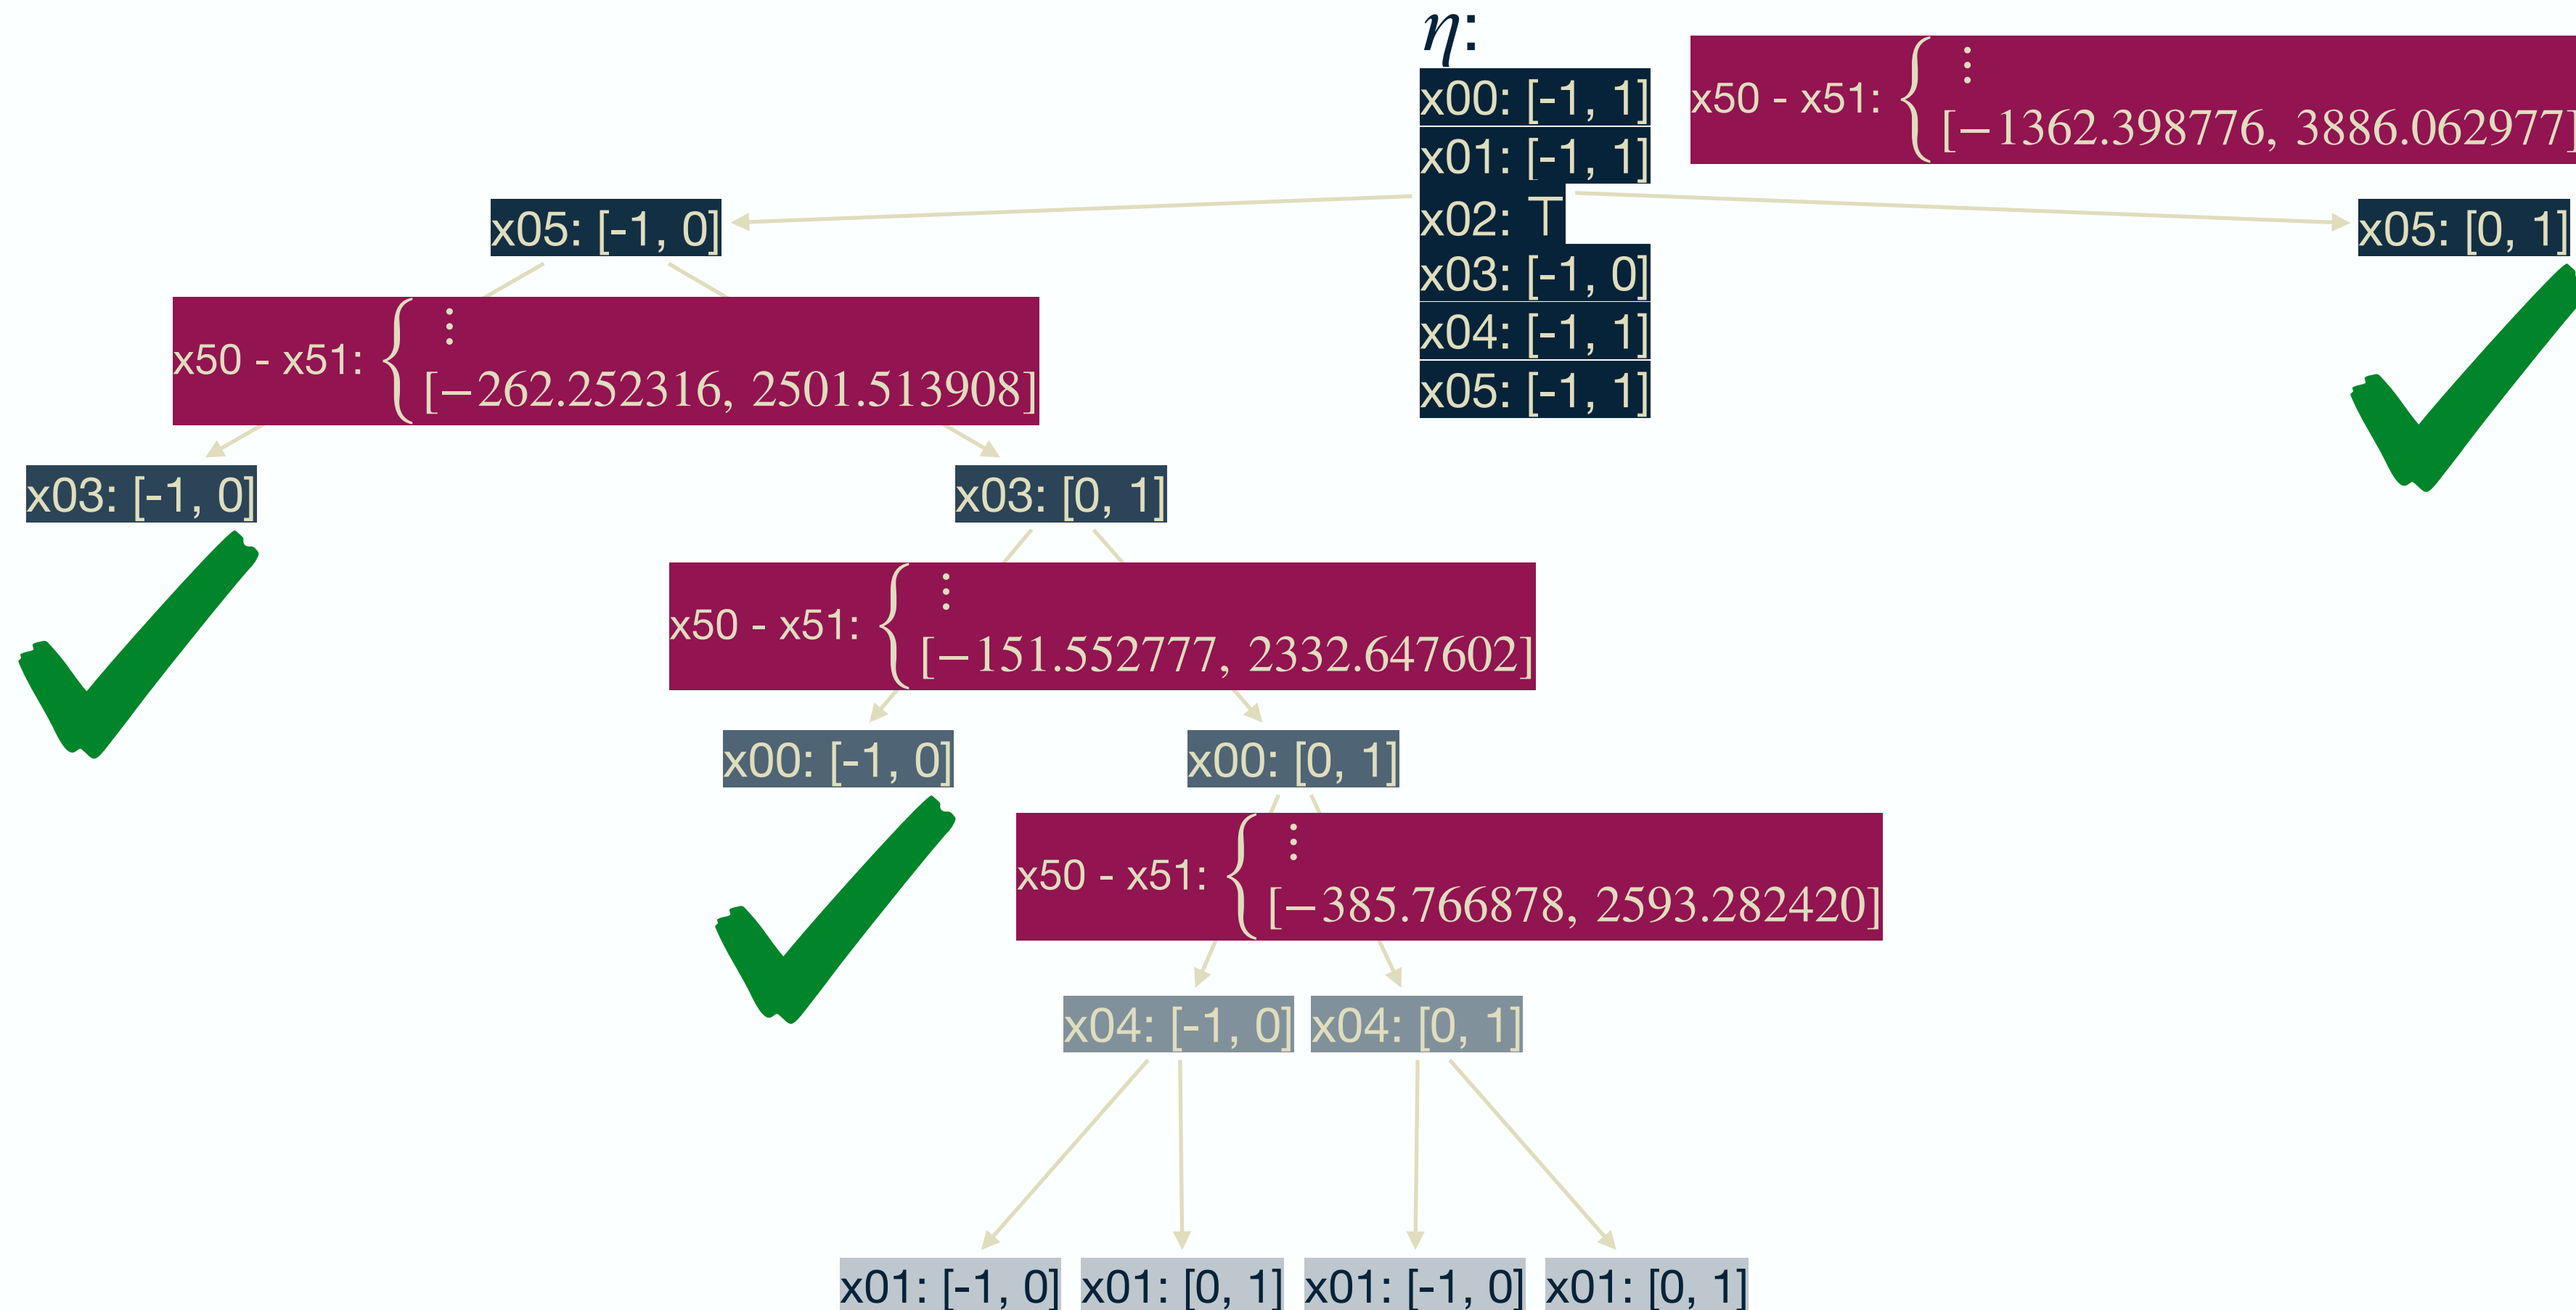 η:
x00: [-1, 1]
x01: [-1, 1]
x02: ⊤
x03: [-1, 0]
x04: [-1, 1]
x05: [-1, 1]
x50 - x51: { ⋮
[−1362.398776, 3886.062977]
x05: [-1, 0]
x05: [0, 1]
x50 - x51: { ⋮
[−262.252316, 2501.513908]
x03: [-1, 0]
x03: [0, 1]
x50 - x51: { ⋮
[−151.552777, 2332.647602]
x00: [-1, 0]
x00: [0, 1]
x50 - x51: { ⋮
[−385.766878, 2593.282420]
x04: [-1, 0]
x04: [0, 1]
x01: [-1, 0]
x01: [0, 1]
x01: [-1, 0]
x01: [0, 1]